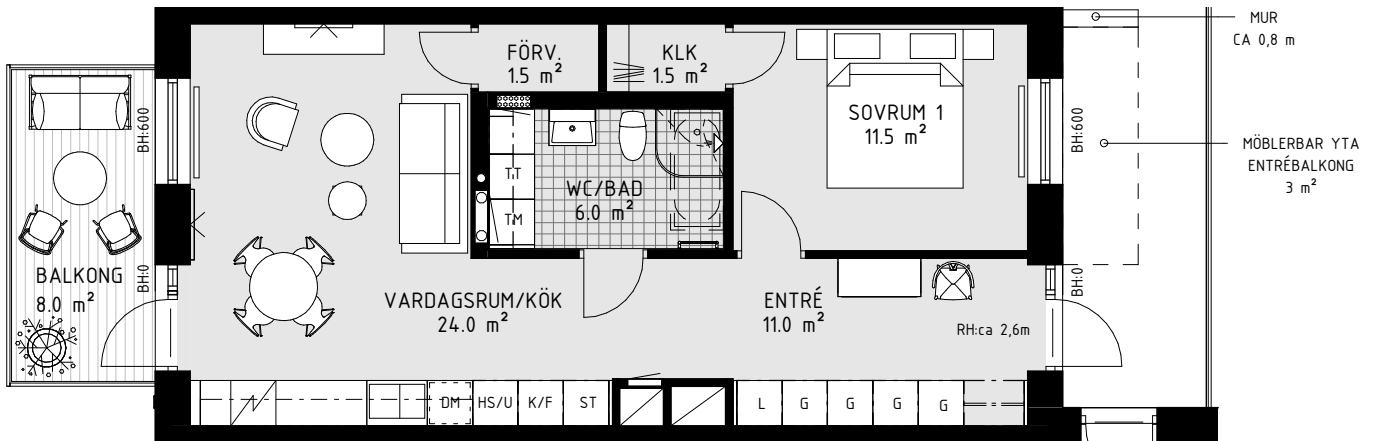 MUR
CA 0,8 m
FÖRV.
1.5 m²
KLK
1.5 m²
SOVRUM 1
11.5 m²
BH:600
BH:600
MÖBLERBAR YTA
ENTRÉBALKONG
3 m²
TT
WC/BAD
6.0 m²
TM
BALKONG
8.0 m²
BH:0
BH:0
VARDAGSRUM/KÖK
24.0 m²
ENTRÉ
11.0 m²
RH:ca 2,6m
DM
HS/U
K/F
ST
L
G
G
G
G